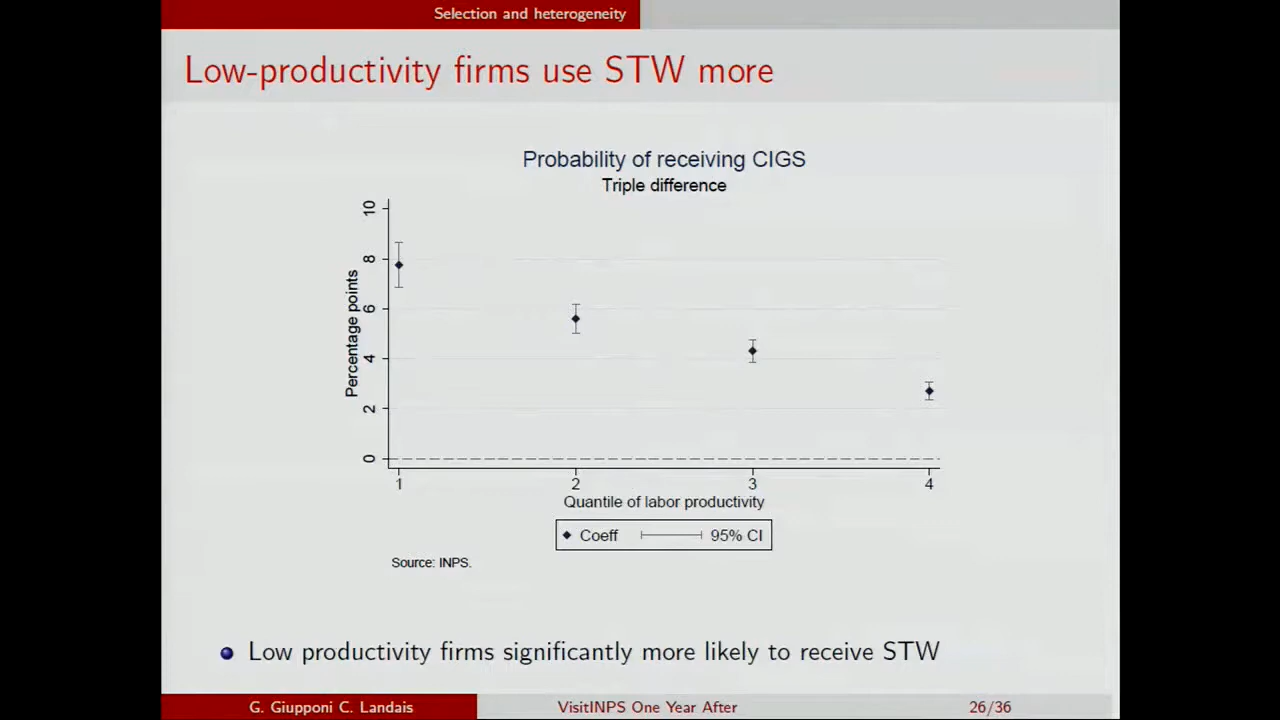 Selection and heterogeneity
Low-productivity firms use STW more
Probability of receiving CIGS
Triple difference
Percentage points
10
8
6
4
2
0
1 2 3 4
Quantile of labor productivity
Coeff 95% CI
Source: INPS.
Low productivity firms significantly more likely to receive STW
G. Giupponi C. Landais VisitINPS One Year After 26/36